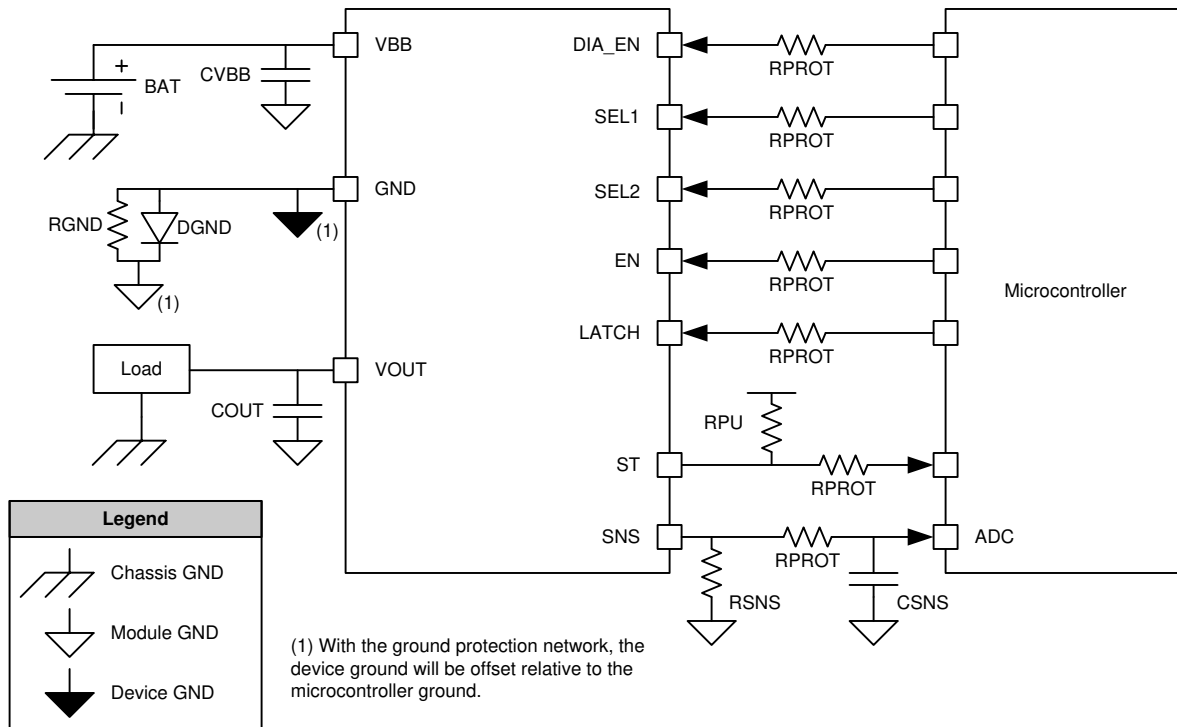 VBB
DIA_EN
RPROT
BAT
+
CVBB
SEL1
RPROT
GND
SEL2
RPROT
RGND
DGND
(1)
(1)
EN
RPROT
Microcontroller
LATCH
RPROT
Load
VOUT
COUT
RPU
ST
RPROT
SNS
RPROT
ADC
RSNS
CSNS
Legend
Chassis GND
Module GND
Device GND
(1) With the ground protection network, the
device ground will be offset relative to the
microcontroller ground.